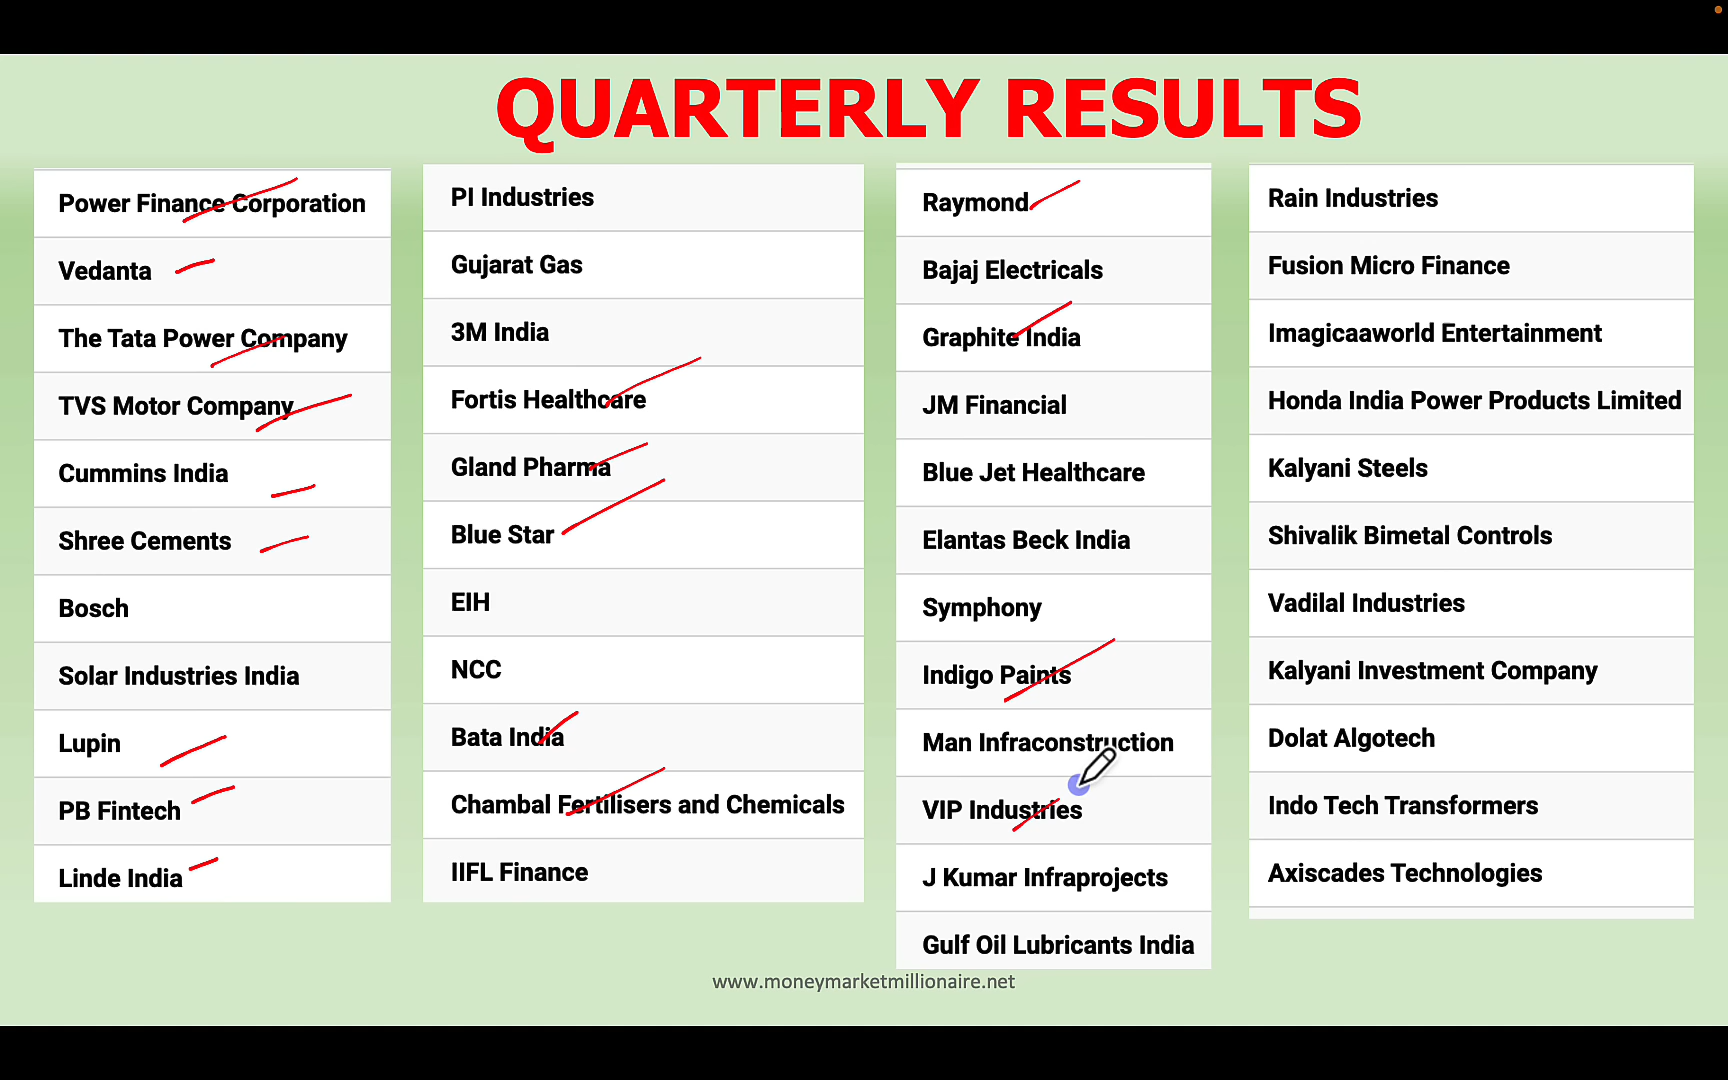 QUARTERLY RESULTS
Power Finance Corporation
Vedanta
The Tata Power Company
TVS Motor Company
Cummins India
Shree Cements
Bosch
Solar Industries India
Lupin
PB Fintech
Linde India
PI Industries
Gujarat Gas
3M India
Fortis Healthcare
Gland Pharma
Blue Star
EIH
NCC
Bata India
Chambal Fertilisers and Chemicals
IIFL Finance
Raymond
Bajaj Electricals
Graphite India
JM Financial
Blue Jet Healthcare
Elantas Beck India
Symphony
Indigo Paints
Man Infraconstruction
VIP Industries
J Kumar Infraprojects
Gulf Oil Lubricants India
Rain Industries
Fusion Micro Finance
Imagicaaworld Entertainment
Honda India Power Products Limited
Kalyani Steels
Shivalik Bimetal Controls
Vadilal Industries
Kalyani Investment Company
Dolat Algotech
Indo Tech Transformers
Axiscades Technologies
www.moneymarketmillionaire.net